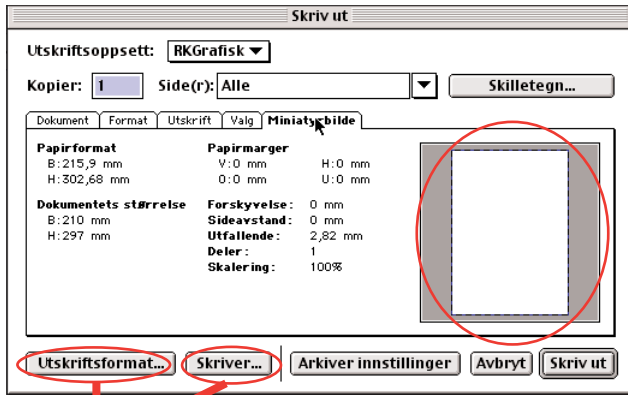 Skriv ut
Utskriftsoppsett: RKGrafisk
Kopier: 1 Side(r): Alle Skilletegn...
Dokument Format Utskrift Valg Miniatyrbilde
Papirformat Papirmarger
B:215,9 mm V:0 mm H:0 mm
H:302,68 mm O:0 mm U:0 mm
Dokumentets størrelse Forskyvelse: 0 mm
B:210 mm Sideavstand: 0 mm
H:297 mm Utfallende: 2,82 mm
Deler: 1
Skalering: 100%
Utskriftsformat... Skriver... Arkiver innstillinger Avbryt Skriv ut